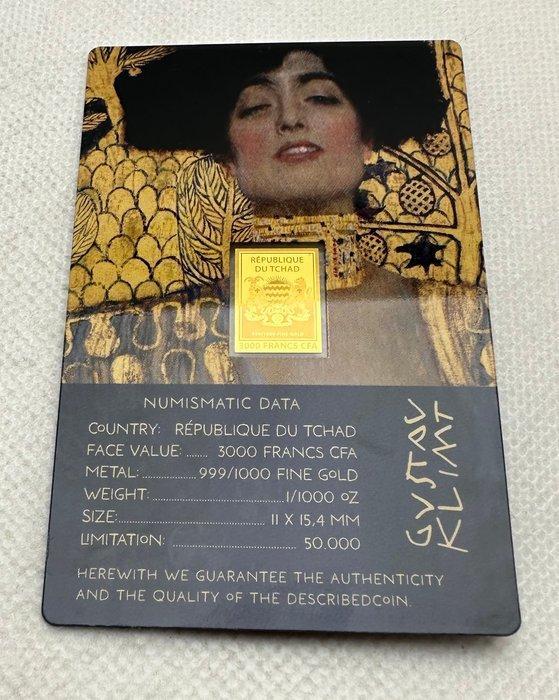 RÉPUBLIQUE
DU TCHAD
3000 FRANCS CFA
NUMISMATIC DATA
COUNTRY: RÉPUBLIQUE DU TCHAD
FACE VALUE: ....... 3000 FRANCS CFA
METAL: .................. 999/1000 FINE GOLD
WEIGHT: ............................... 1/1000 OZ
SIZE: .................................. 11 X 15,4 MM
LIMITATION: ........................... 50.000
HEREWITH WE GUARANTEE THE AUTHENTICITY
AND THE QUALITY OF THE DESCRIBEDCOIN.
GUSTAV
KLIMT